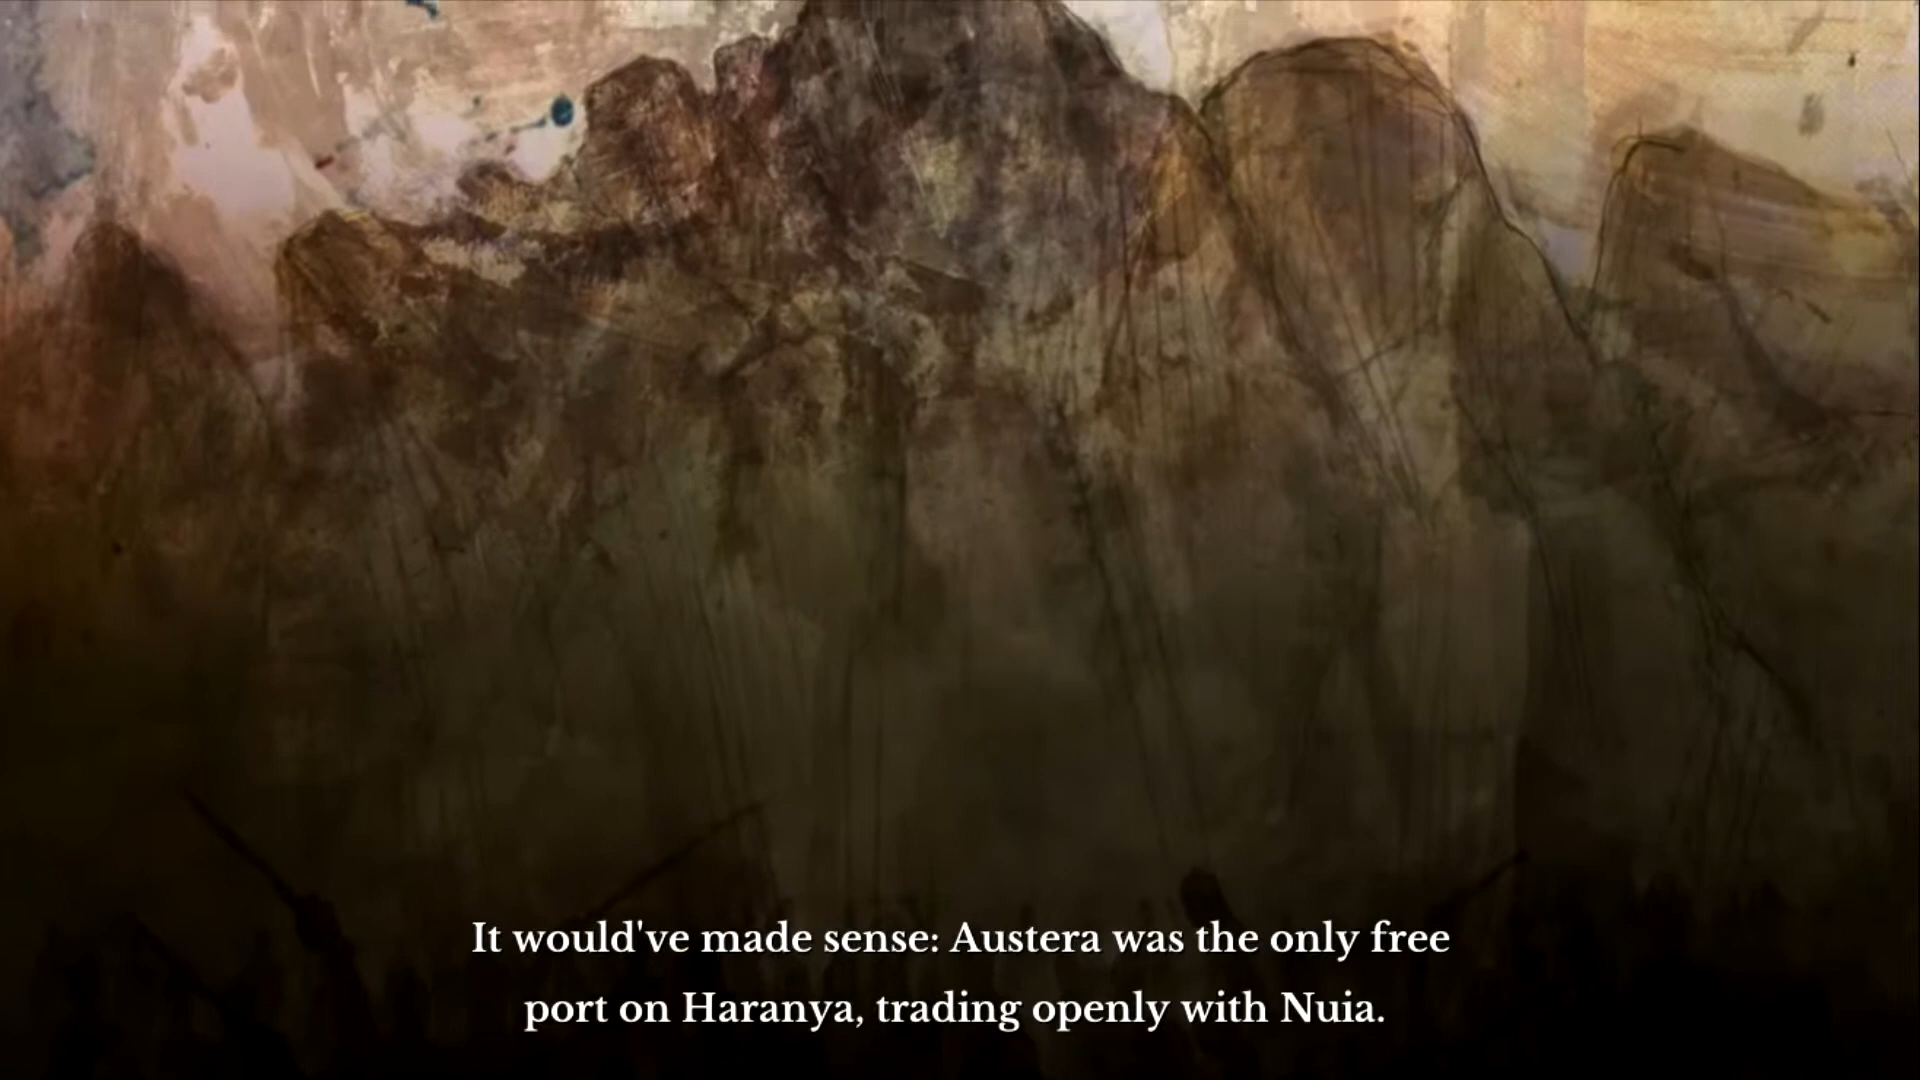 It would've made sense: Austera was the only free
port on Haranya, trading openly with Nuia.